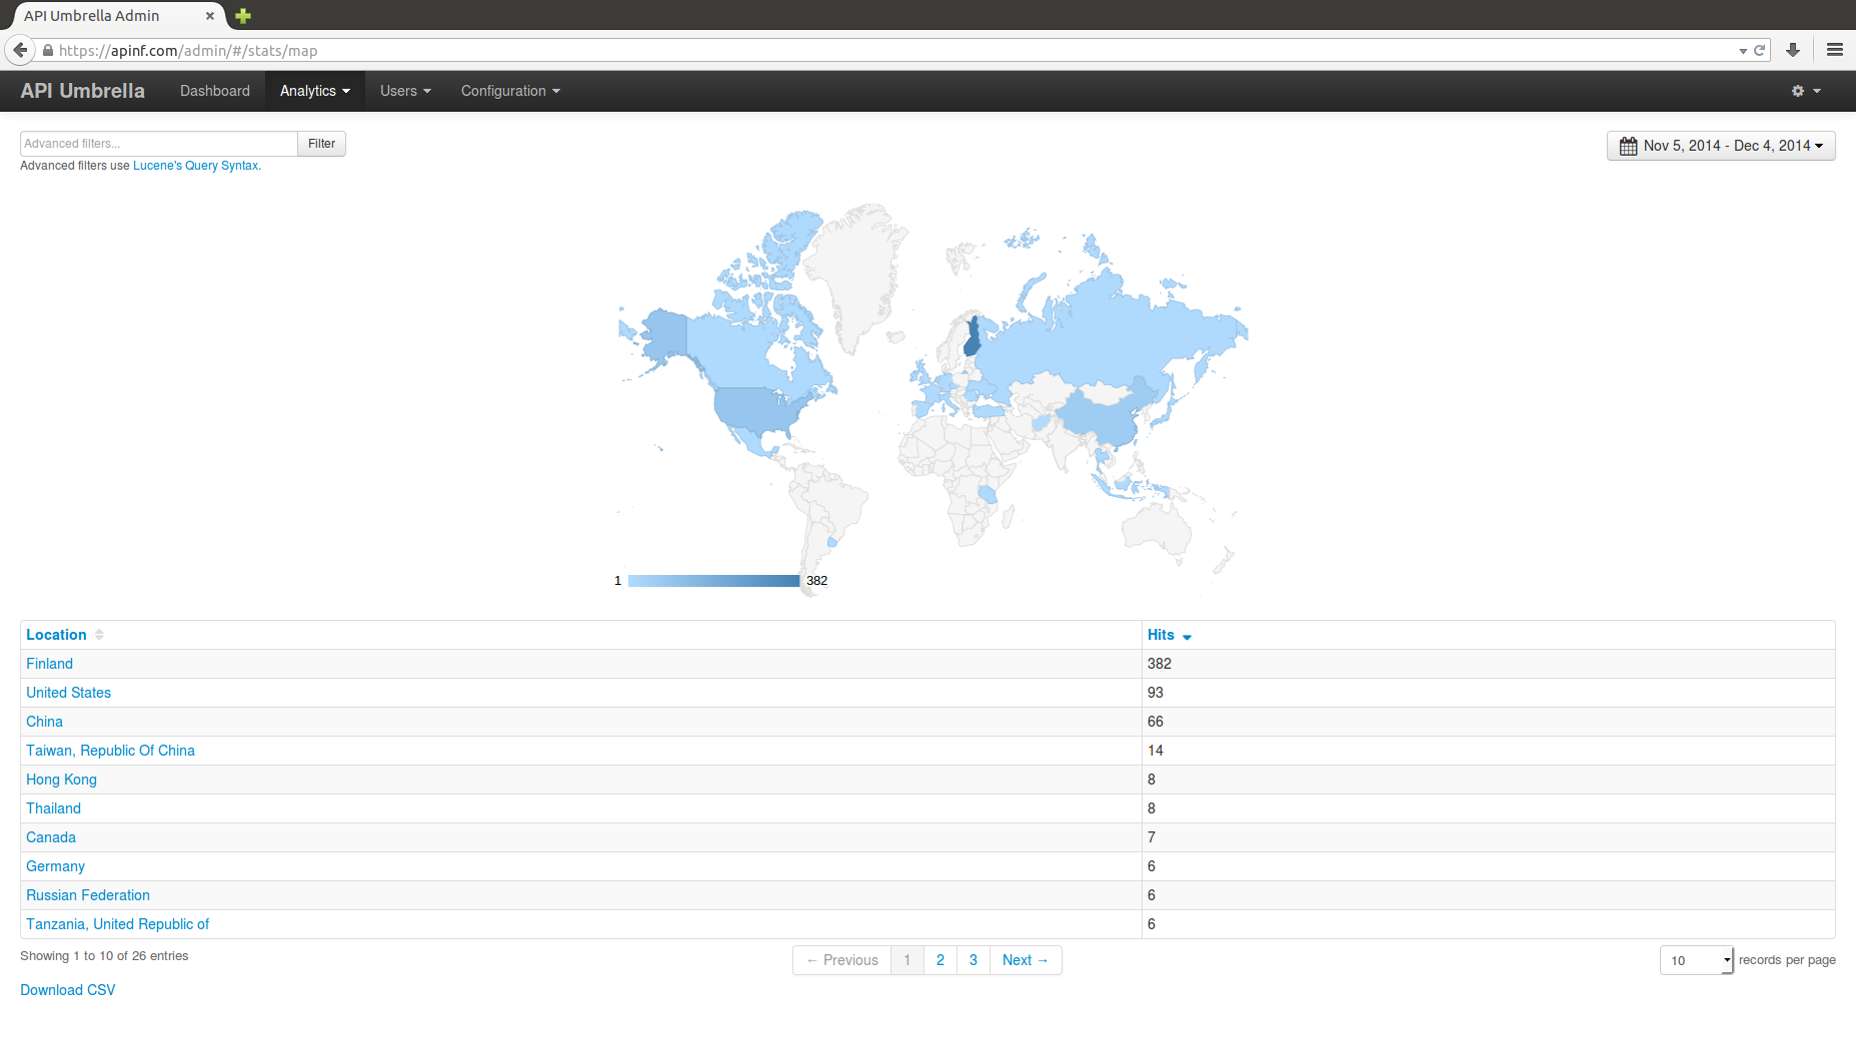 API Umbrella Admin
https://apinf.com/admin/#/stats/map
API Umbrella Dashboard Analytics Users Configuration
Advanced filters... Filter
Nov 5, 2014 - Dec 4, 2014
Advanced filters use Lucene's Query Syntax.
1 382
Location Hits
Finland 382
United States 93
China 66
Taiwan, Republic Of China 14
Hong Kong 8
Thailand 8
Canada 7
Germany 6
Russian Federation 6
Tanzania, United Republic of 6
Showing 1 to 10 of 26 entries
← Previous 1 2 3 Next →
10 records per page
Download CSV